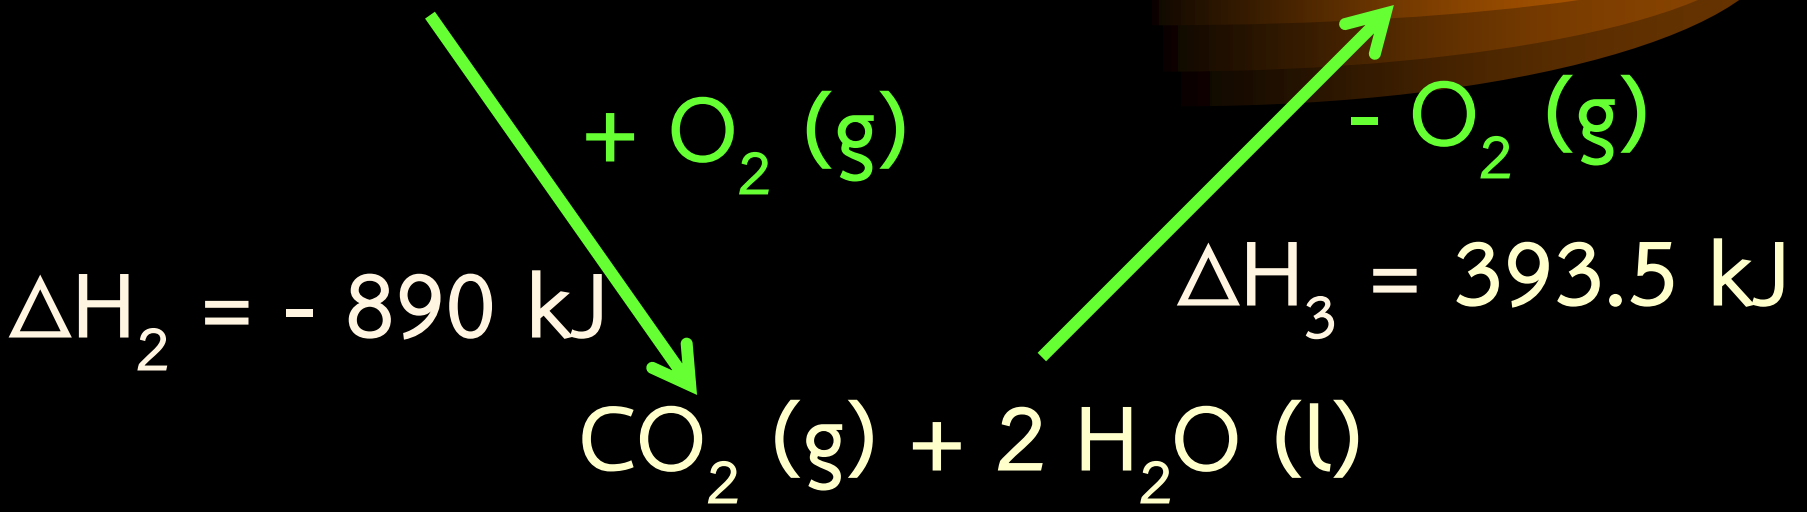 + O₂ (g)
- O₂ (g)
ΔH₂ = - 890 kJ
ΔH₃ = 393.5 kJ
CO₂ (g) + 2 H₂O (l)